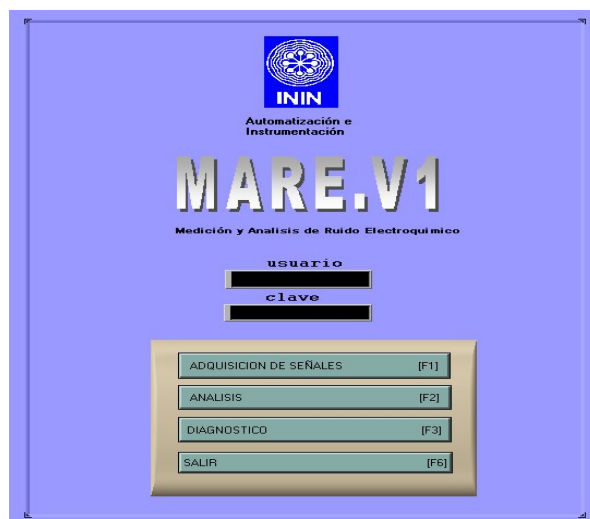 ININ
Automatización e
Instrumentación
MARE.V1
Medición y Analisis de Ruido Electroquimico
usuario
clave
ADQUISICION DE SEÑALES [F1]
ANALISIS [F2]
DIAGNOSTICO [F3]
SALIR [F6]